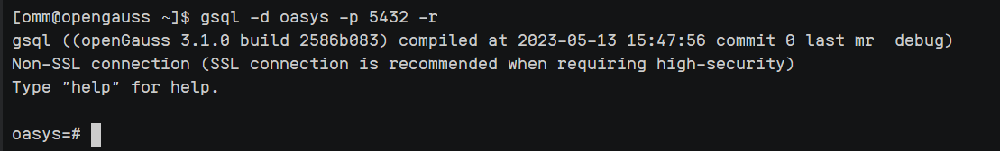 [omm@opengauss ~]$ gsql -d oasys -p 5432 -r
gsql ((openGauss 3.1.0 build 2586b083) compiled at 2023-05-13 15:47:56 commit 0 last mr  debug)
Non-SSL connection (SSL connection is recommended when requiring high-security)
Type "help" for help.
oasys=#